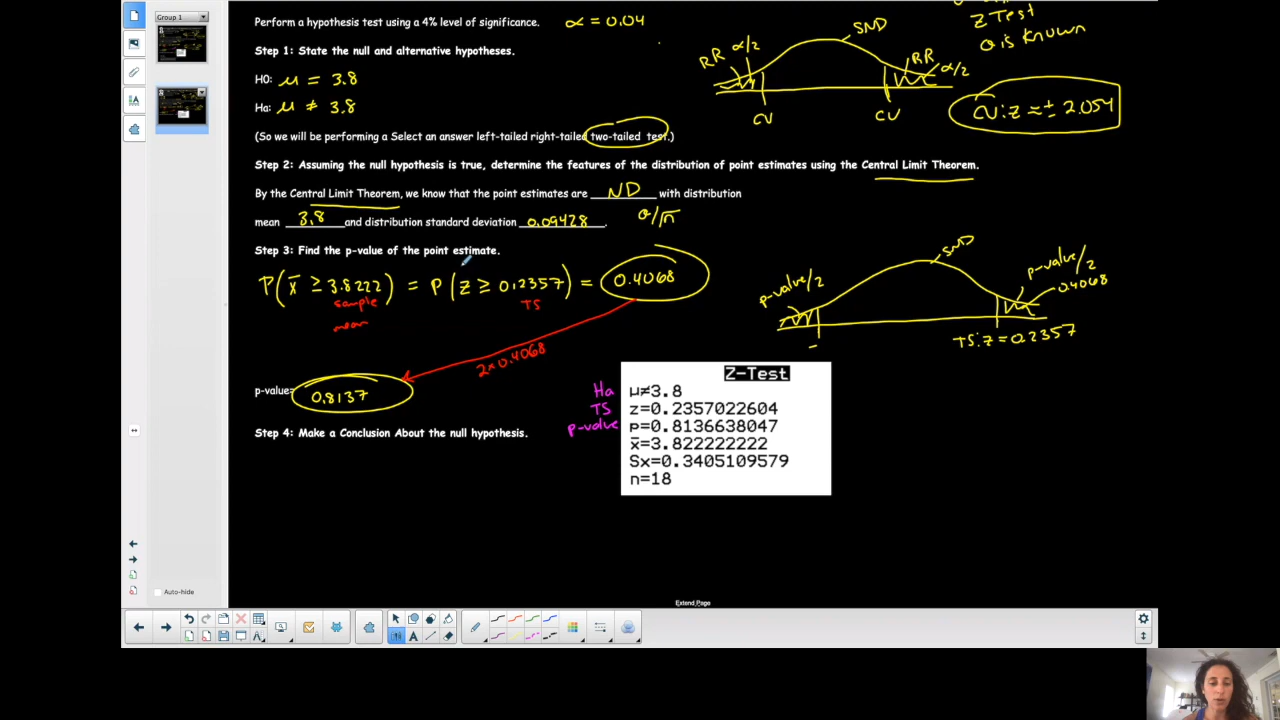 Group 1
Perform a hypothesis test using a 4% level of significance. α = 0.04
Z Test
σ is known
Step 1: State the null and alternative hypotheses.
H0: μ = 3.8
Ha: μ ≠ 3.8
(So we will be performing a Select an answer left-tailed right-tailed two-tailed test.)
SND
RR α/2
RR
α/2
CV
CV
CV: z = ± 2.054
Step 2: Assuming the null hypothesis is true, determine the features of the distribution of point estimates using the Central Limit Theorem.
By the Central Limit Theorem, we know that the point estimates are ND with distribution
mean 3.8 and distribution standard deviation 0.09428.
σ/√n
Step 3: Find the p-value of the point estimate.
P(x̄ ≥ 3.8222) = P(z ≥ 0.2357) = 0.4068
sample
mean
TS
2×0.4068
SND
p-value/2
p-value/2
0.4068
–
TS: z = 0.2357
p-value= 0.8137
Z-Test
Ha μ≠3.8
TS z=0.2357022604
p-value p=0.8136638047
x̄=3.822222222
Sx=0.3405109579
n=18
Step 4: Make a Conclusion About the null hypothesis.
Auto-hide
Extend Page